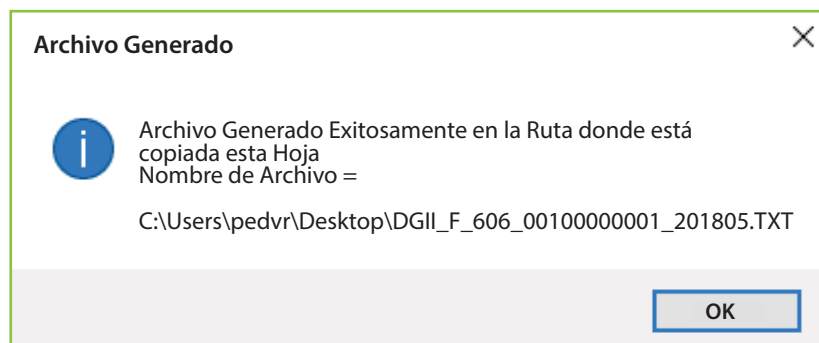 Archivo Generado
Archivo Generado Exitosamente en la Ruta donde está
copiada esta Hoja
Nombre de Archivo =
C:\Users\pedvr\Desktop\DGII_F_606_00100000001_201805.TXT
OK